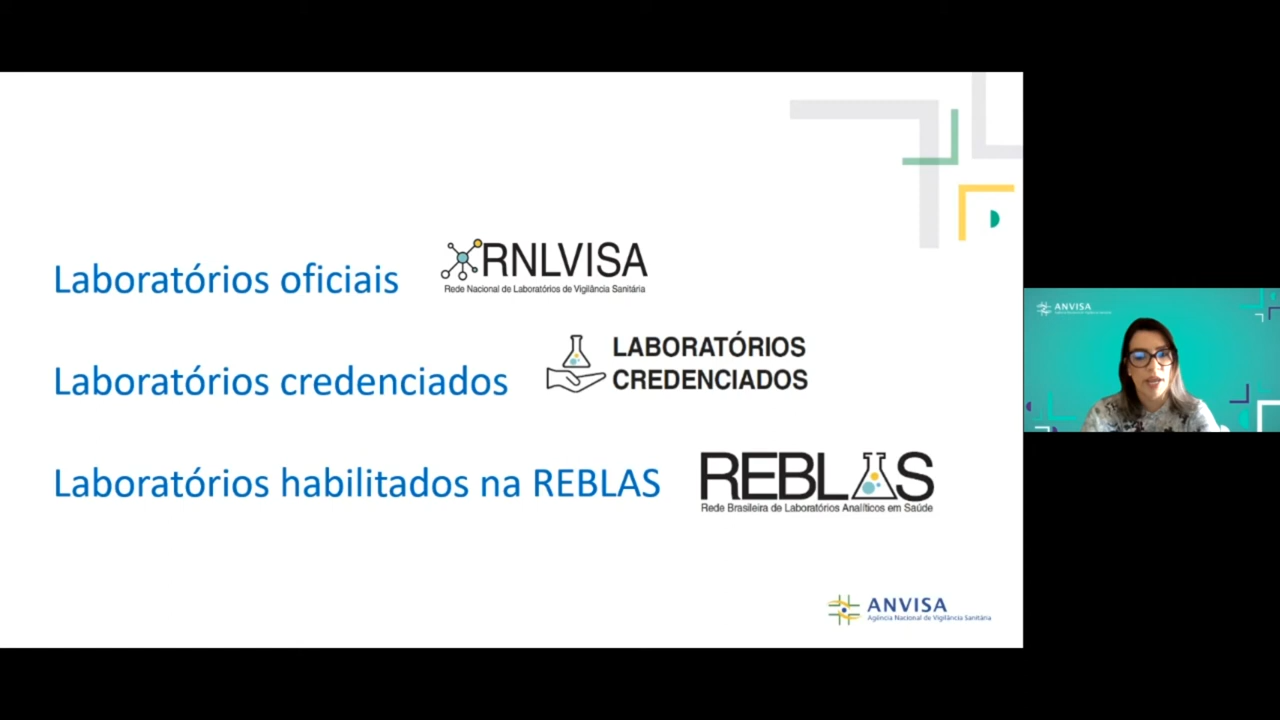 Laboratórios oficiais
RNLVISA
Rede Nacional de Laboratórios de Vigilância Sanitária
Laboratórios credenciados
LABORATÓRIOS
CREDENCIADOS
Laboratórios habilitados na REBLAS
REBLAS
Rede Brasileira de Laboratórios Analíticos em Saúde
ANVISA
Agência Nacional de Vigilância Sanitária
ANVISA